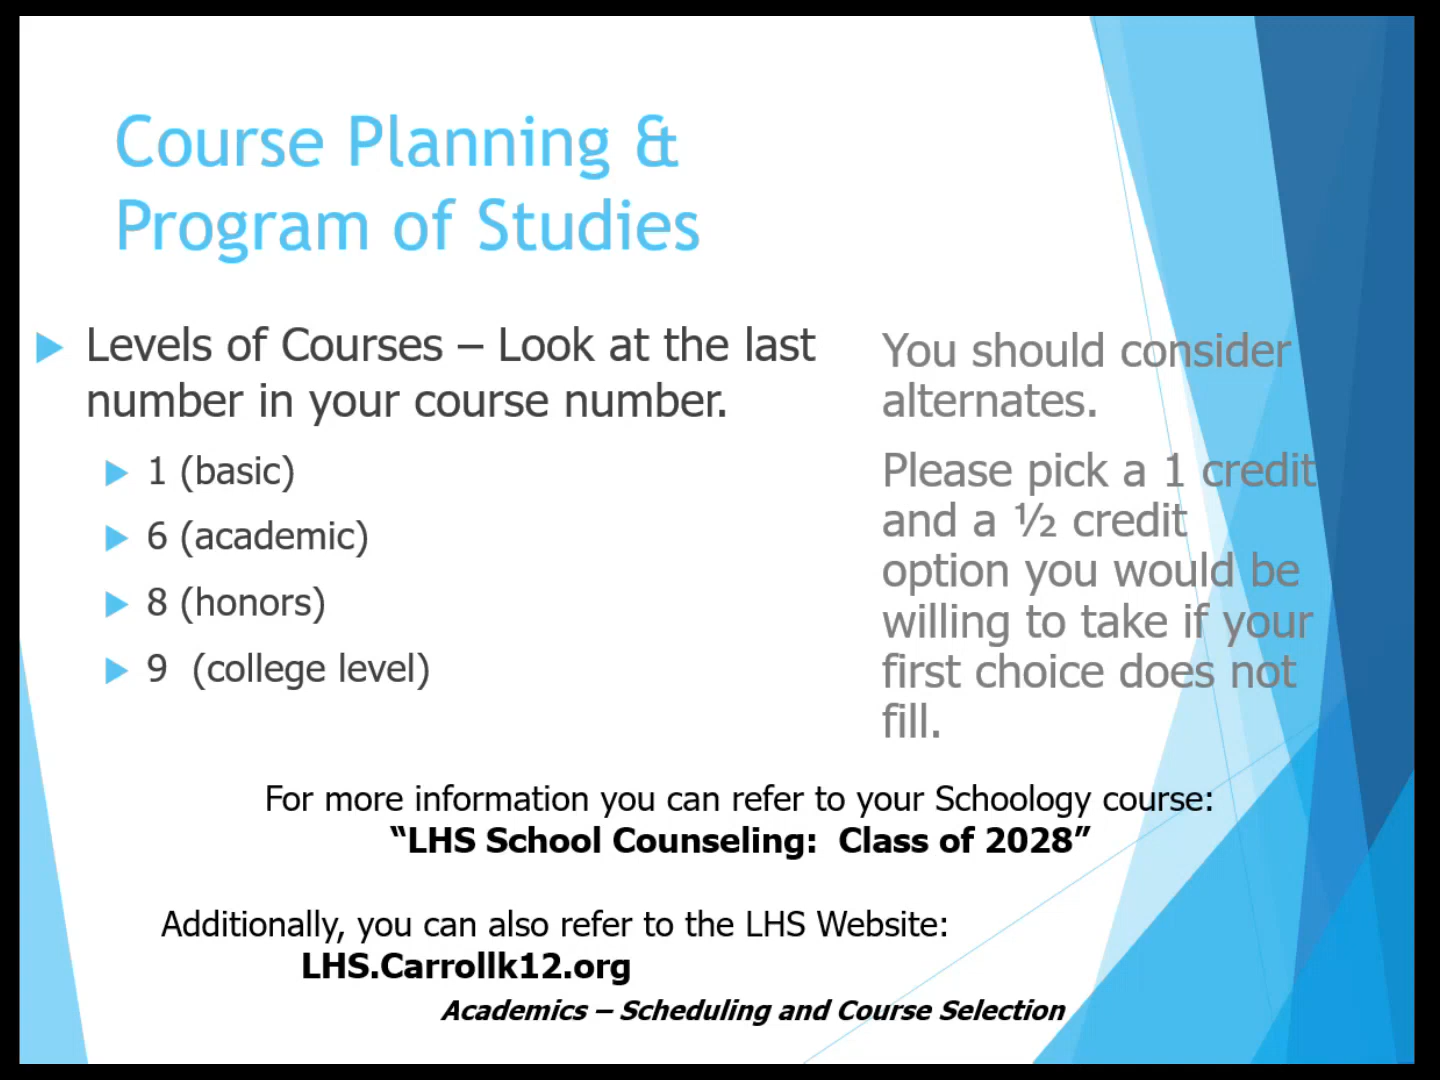 Course Planning &
Program of Studies
Levels of Courses – Look at the last
number in your course number.
1 (basic)
6 (academic)
8 (honors)
9  (college level)
You should consider
alternates.
Please pick a 1 credit
and a ½ credit
option you would be
willing to take if your
first choice does not
fill.
For more information you can refer to your Schoology course:
“LHS School Counseling:  Class of 2028”
Additionally, you can also refer to the LHS Website:
LHS.Carrollk12.org
Academics – Scheduling and Course Selection